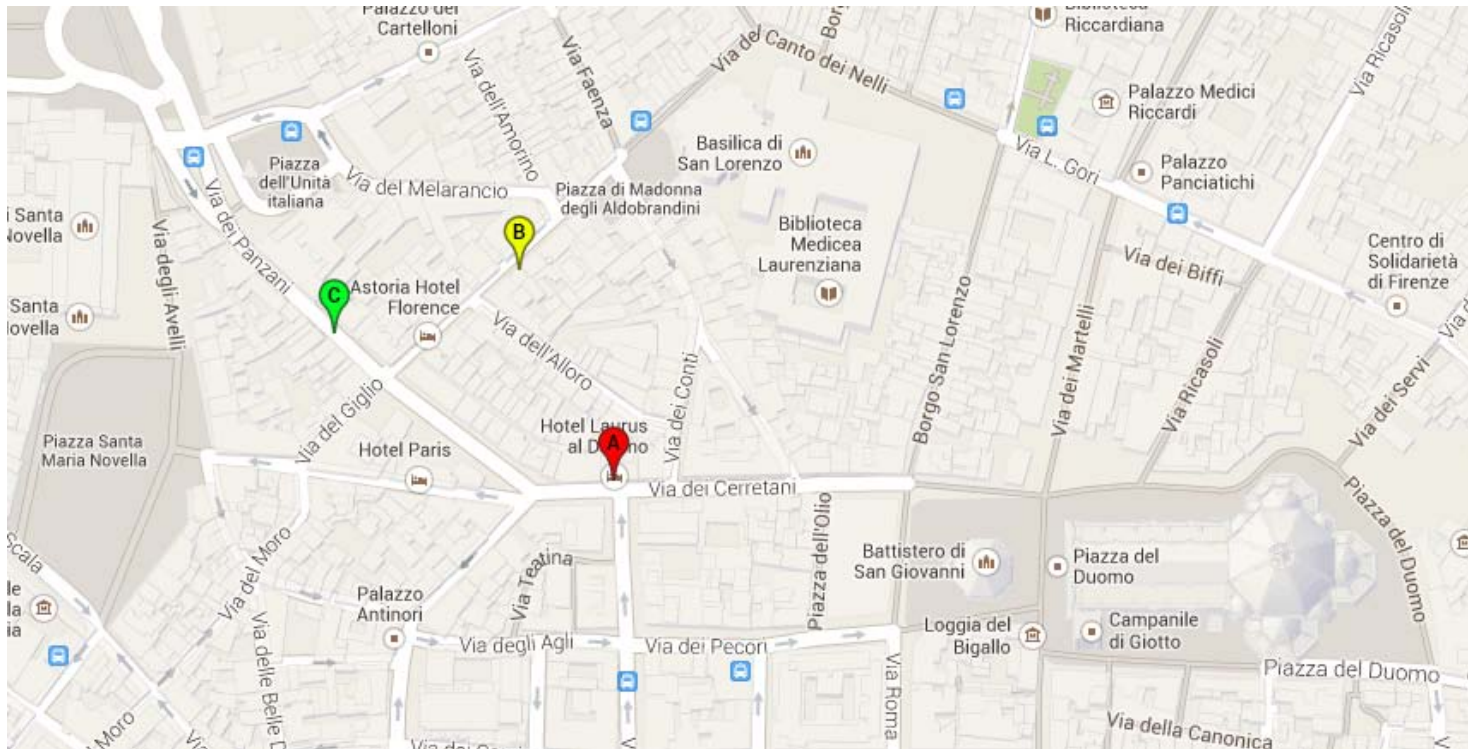 Palazzo dei
Cartelloni
Biblioteca
Riccardiana
Via Faenza
Via dell'Amorino
Via del Canto dei Nelli
Via Ricasoli
Palazzo Medici
Riccardi
Basilica di
San Lorenzo
Via L. Gori
Palazzo
Panciatichi
Piazza
dell'Unità
italiana
Via del Melarancio
Piazza di Madonna
degli Aldobrandini
Santa
Novella
Via degli Avelli
Via dei Panzani
B
Biblioteca
Medicea
Laurenziana
Via dei Biffi
Centro di
Solidarietà
di Firenze
C
Astoria Hotel
Florence
Santa
Via dell'Alloro
Via dei Conti
Borgo San Lorenzo
Via dei Martelli
Via Ricasoli
Via dei Servi
Via del Giglio
Piazza Santa
Maria Novella
Hotel Paris
Hotel Laurus
al Duomo
A
Via dei Cerretani
Piazza dell'Olio
Piazza del Duomo
Battistero di
San Giovanni
Piazza del
Duomo
Scala
Via del Moro
Via Teatina
Palazzo
Antinori
Via degli Agli
Via dei Pecori
Loggia del
Bigallo
Campanile
di Giotto
Piazza del Duomo
Via delle Belle
Via Roma
Via della Canonica
del Moro